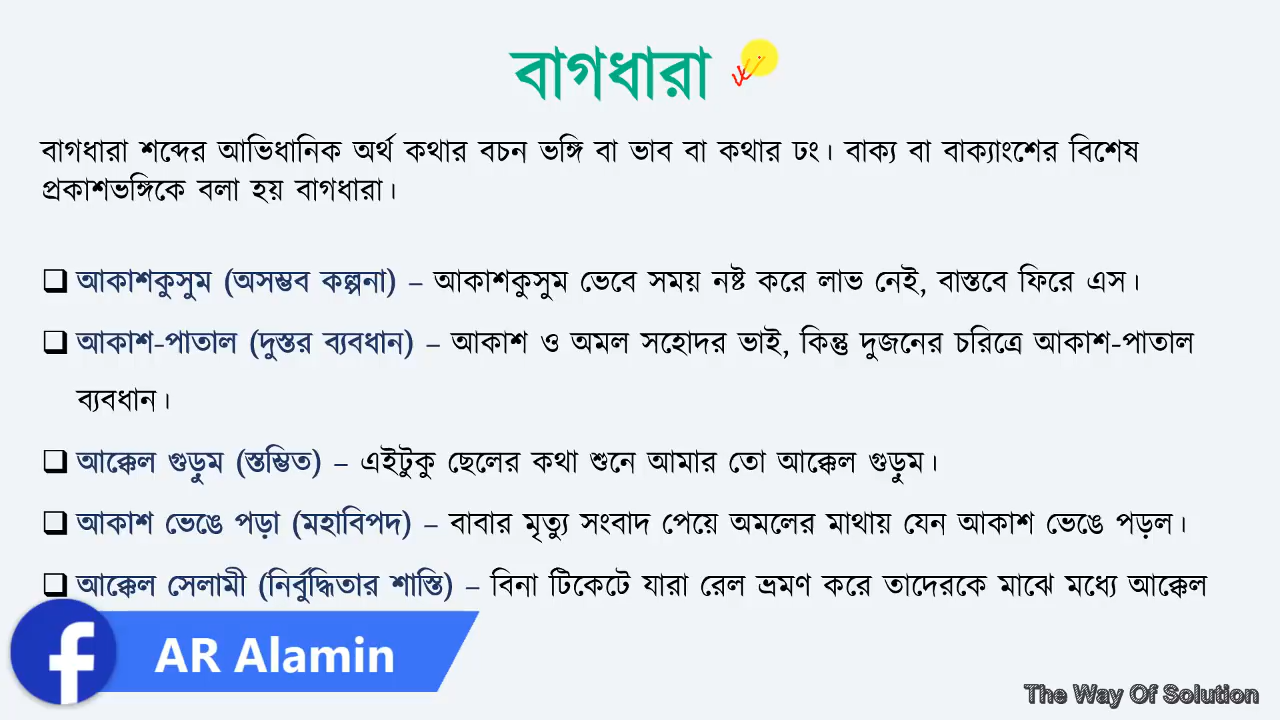 বাগধারা
বাগধারা শব্দের আভিধানিক অর্থ কথার বচন ভঙ্গি বা ভাব বা কথার ঢং। বাক্য বা বাক্যাংশের বিশেষ
প্রকাশভঙ্গিকে বলা হয় বাগধারা।
আকাশকুসুম (অসম্ভব কল্পনা) – আকাশকুসুম ভেবে সময় নষ্ট করে লাভ নেই, বাস্তবে ফিরে এস।
আকাশ-পাতাল (দুস্তর ব্যবধান) – আকাশ ও অমল সহোদর ভাই, কিন্তু দুজনের চরিত্রে আকাশ-পাতাল
ব্যবধান।
আক্কেল গুড়ুম (স্তম্ভিত) – এইটুকু ছেলের কথা শুনে আমার তো আক্কেল গুড়ুম।
আকাশ ভেঙে পড়া (মহাবিপদ) – বাবার মৃত্যু সংবাদ পেয়ে অমলের মাথায় যেন আকাশ ভেঙে পড়ল।
আক্কেল সেলামী (নির্বুদ্ধিতার শাস্তি) – বিনা টিকেটে যারা রেল ভ্রমণ করে তাদেরকে মাঝে মধ্যে আক্কেল
AR Alamin
The Way Of Solution